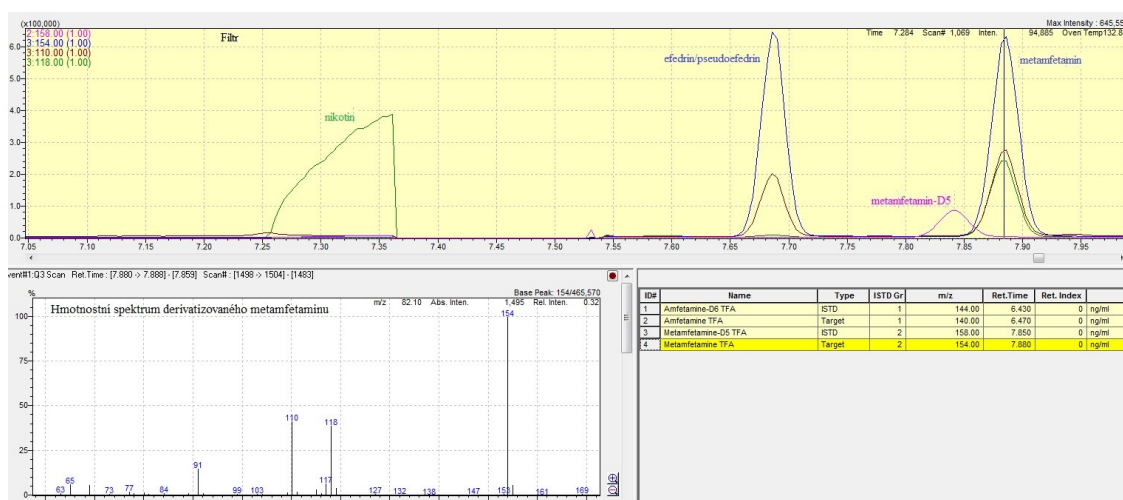 (x100,000)
Max Intensity : 645,55
2:158.00 (1.00)
3:154.00 (1.00)
3:110.00 (1.00)
3:118.00 (1.00)
Filtr
Time 7.284 Scan# 1,069 Inten. 94,885 Oven Temp 132.8
6.0
5.0
4.0
3.0
2.0
1.0
0.0
efedrin/pseudoefedrin
metamfetamin
nikotin
metamfetamin-D5
7.05 7.10 7.15 7.20 7.25 7.30 7.35 7.40 7.45 7.50 7.55 7.60 7.65 7.70 7.75 7.80 7.85 7.90 7.95
vent#1:Q3 Scan Ret.Time : [7.880 -> 7.888] - [7.859] Scan# : [1498 -> 1504] - [1483]
%
Base Peak: 154/465,570
m/z : 82.10 Abs. Inten. 1,495 Rel. Inten. 0.32
Hmotnostní spektrum derivatizovaného metamfetaminu
100
75
50
25
0
154
110
118
91
65
117
63 73 77 84 99 103 127 132 138 147 153 161 169
ID# Name Type ISTD Gr m/z Ret.Time Ret. Index
1 Amfetamine-D6 TFA ISTD 1 144.00 6.430 0 ng/ml
2 Amfetamine TFA Target 1 140.00 6.470 0 ng/ml
3 Metamfetamine-D5 TFA ISTD 2 158.00 7.850 0 ng/ml
4 Metamfetamine TFA Target 2 154.00 7.880 0 ng/ml